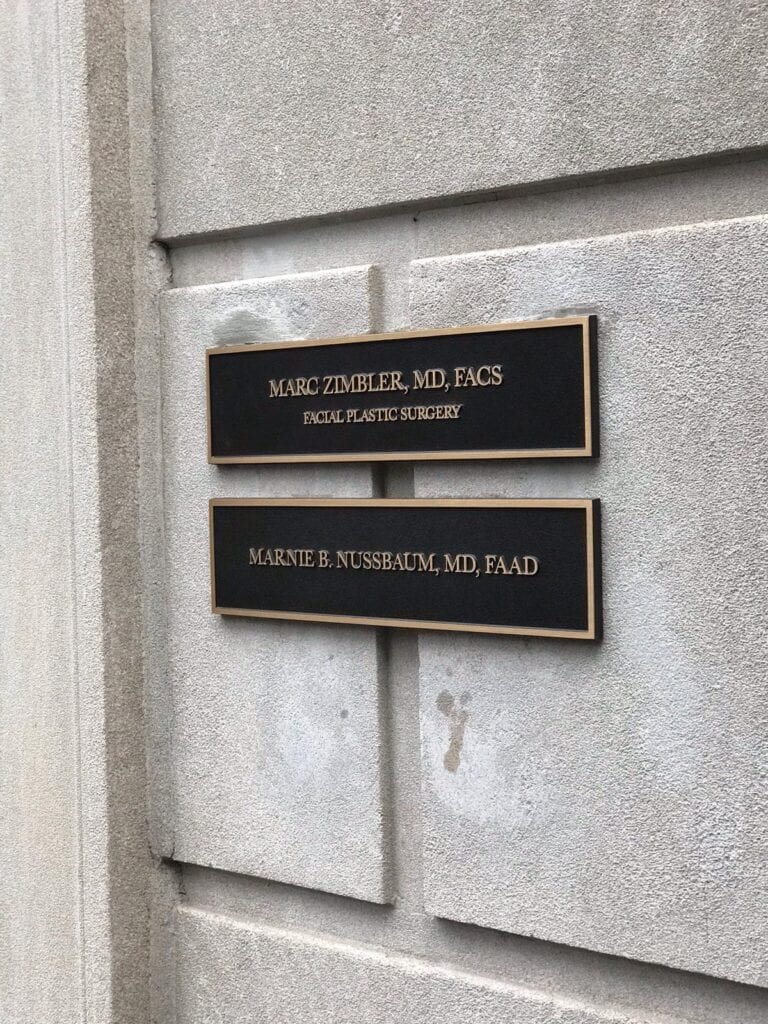 MARC ZIMBLER, MD, FACS
FACIAL PLASTIC SURGERY
MARNIE B. NUSSBAUM, MD, FAAD